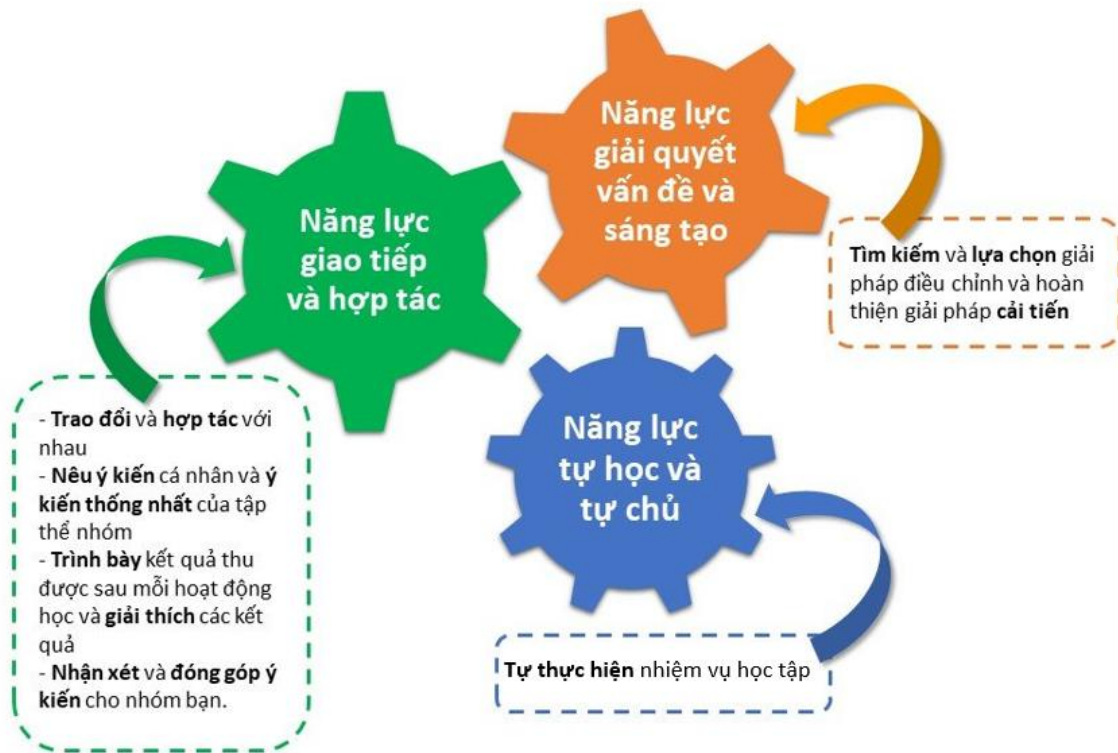 Năng lực
giao tiếp
và hợp tác
- Trao đổi và hợp tác với
nhau
- Nêu ý kiến cá nhân và ý
kiến thống nhất của tập
thể nhóm
- Trình bày kết quả thu
được sau mỗi hoạt động
học và giải thích các kết
quả
- Nhận xét và đóng góp ý
kiến cho nhóm bạn.
Năng lực
giải quyết
vấn đề và
sáng tạo
Tìm kiếm và lựa chọn giải
pháp điều chỉnh và hoàn
thiện giải pháp cải tiến
Năng lực
tự học và
tự chủ
Tự thực hiện nhiệm vụ học tập